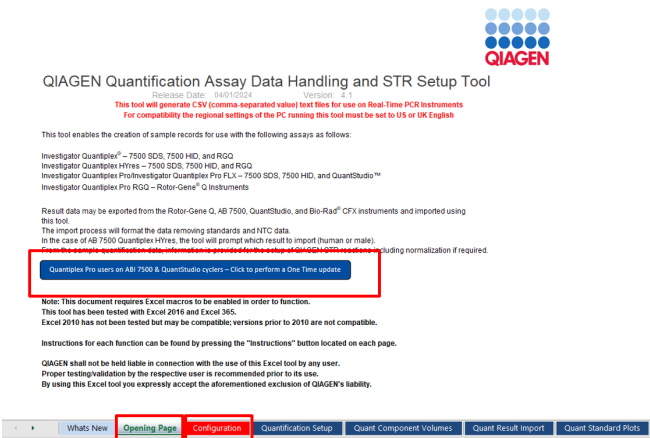 QIAGEN
QIAGEN Quantification Assay Data Handling and STR Setup Tool
Release Date: 04/01/2024 Version: 4.1
This tool will generate CSV (comma-separated value) text files for use on Real-Time PCR Instruments
For compatibility the regional settings of the PC running this tool must be set to US or UK English
This tool enables the creation of sample records for use with the following assays as follows:
Investigator Quantiplex® – 7500 SDS, 7500 HID, and RGQ
Investigator Quantiplex HYres – 7500 SDS, 7500 HID, and RGQ
Investigator Quantiplex Pro/Investigator Quantiplex Pro FLX – 7500 SDS, 7500 HID, and QuantStudio™
Investigator Quantiplex Pro RGQ – Rotor-Gene® Q Instruments
Result data may be exported from the Rotor-Gene Q, AB 7500, QuantStudio, and Bio-Rad® CFX instruments and imported using
this tool.
The import process will format the data removing standards and NTC data.
In the case of AB 7500 Quantiplex HYres, the tool will prompt which result to import (human or male).
From the sample quantification data, information is provided for the setup of QIAGEN STR reactions including normalization if required.
Quantiplex Pro users on ABI 7500 & QuantStudio cyclers – Click to perform a One Time update
Note: This document requires Excel macros to be enabled in order to function.
This tool has been tested with Excel 2016 and Excel 365.
Excel 2010 has not been tested but may be compatible; versions prior to 2010 are not compatible.
Instructions for each function can be found by pressing the "Instructions" button located on each page.
QIAGEN shall not be held liable in connection with the use of this Excel tool by any user.
Proper testing/validation by the respective user is recommended prior to its use.
By using this Excel tool you expressly accept the aforementioned exclusion of QIAGEN's liability.
Whats New Opening Page Configuration Quantification Setup Quant Component Volumes Quant Result Import Quant Standard Plots